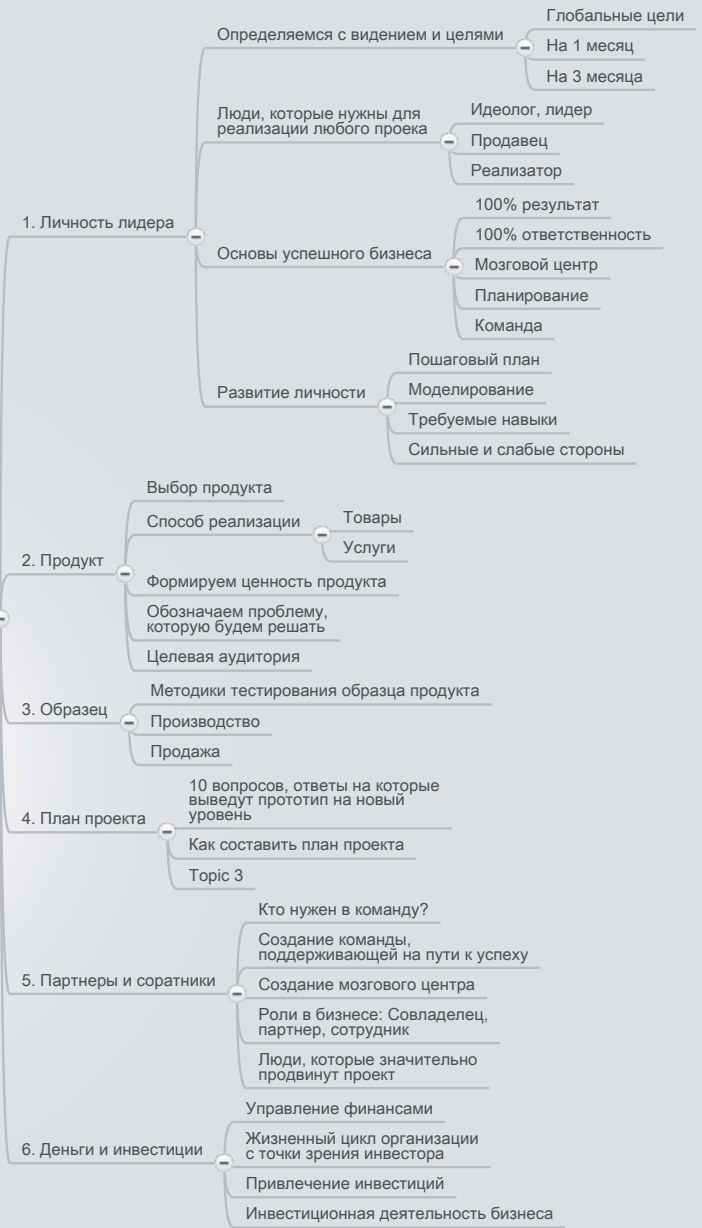 1. Личность лидера
Определяемся с видением и целями
Глобальные цели
На 1 месяц
На 3 месяца
Люди, которые нужны для
реализации любого проека
Идеолог, лидер
Продавец
Реализатор
Основы успешного бизнеса
100% результат
100% ответственность
Мозговой центр
Планирование
Команда
Развитие личности
Пошаговый план
Моделирование
Требуемые навыки
Сильные и слабые стороны
2. Продукт
Выбор продукта
Способ реализации
Товары
Услуги
Формируем ценность продукта
Обозначаем проблему,
которую будем решать
Целевая аудитория
3. Образец
Методики тестирования образца продукта
Производство
Продажа
4. План проекта
10 вопросов, ответы на которые
выведут прототип на новый
уровень
Как составить план проекта
Topic 3
5. Партнеры и соратники
Кто нужен в команду?
Создание команды,
поддерживающей на пути к успеху
Создание мозгового центра
Роли в бизнесе: Совладелец,
партнер, сотрудник
Люди, которые значительно
продвинут проект
6. Деньги и инвестиции
Управление финансами
Жизненный цикл организации
с точки зрения инвестора
Привлечение инвестиций
Инвестиционная деятельность бизнеса